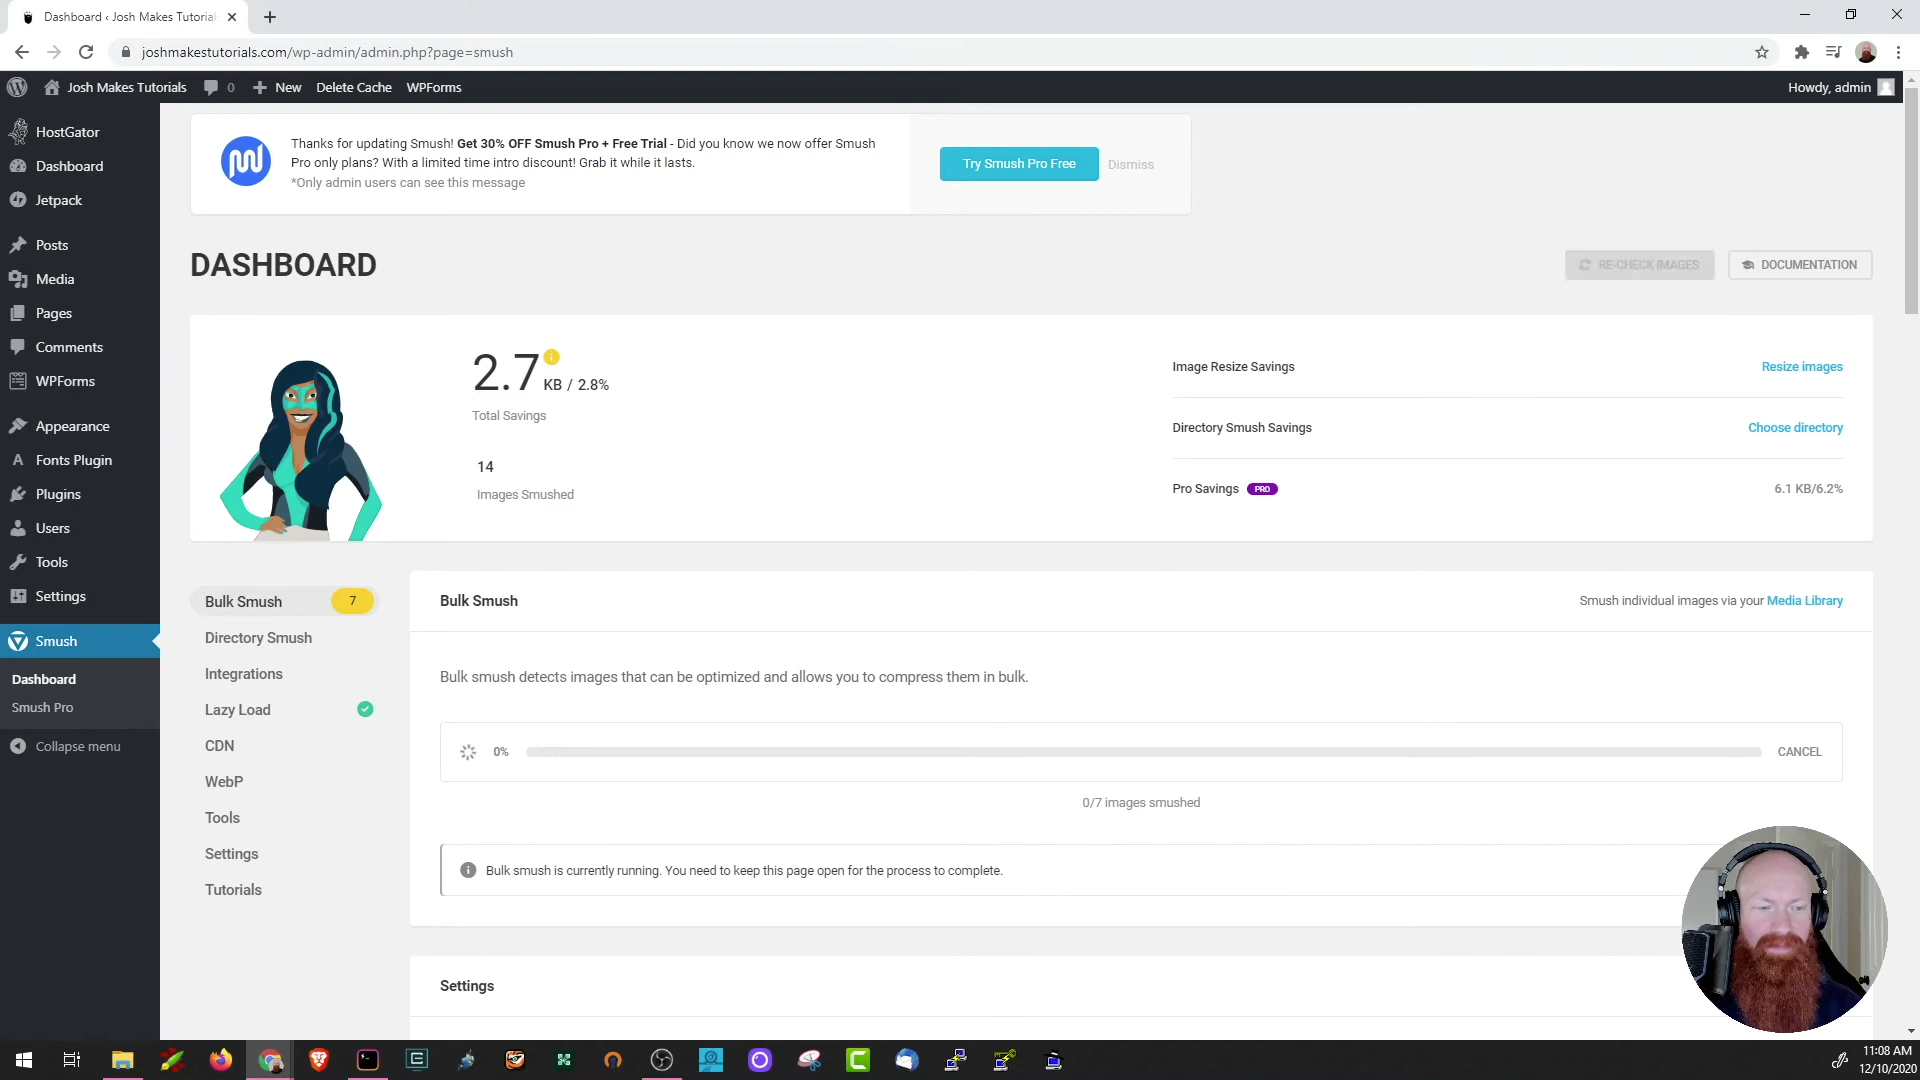 Dashboard ‹ Josh Makes Tutorial
joshmakestutorials.com/wp-admin/admin.php?page=smush
Josh Makes Tutorials
0
New
Delete Cache
WPForms
Howdy, admin
HostGator
Dashboard
Jetpack
Posts
Media
Pages
Comments
WPForms
Appearance
Fonts Plugin
Plugins
Users
Tools
Settings
Smush
Dashboard
Smush Pro
Collapse menu
Thanks for updating Smush! Get 30% OFF Smush Pro + Free Trial - Did you know we now offer Smush
Pro only plans? With a limited time intro discount! Grab it while it lasts.
*Only admin users can see this message
Try Smush Pro Free
Dismiss
DASHBOARD
RE-CHECK IMAGES
DOCUMENTATION
2.7 KB / 2.8%
Total Savings
14
Images Smushed
Image Resize Savings
Resize images
Directory Smush Savings
Choose directory
Pro Savings PRO
6.1 KB/6.2%
Bulk Smush 7
Directory Smush
Integrations
Lazy Load
CDN
WebP
Tools
Settings
Tutorials
Bulk Smush
Smush individual images via your Media Library
Bulk smush detects images that can be optimized and allows you to compress them in bulk.
0%
CANCEL
0/7 images smushed
Bulk smush is currently running. You need to keep this page open for the process to complete.
Settings
11:08 AM
12/10/2020